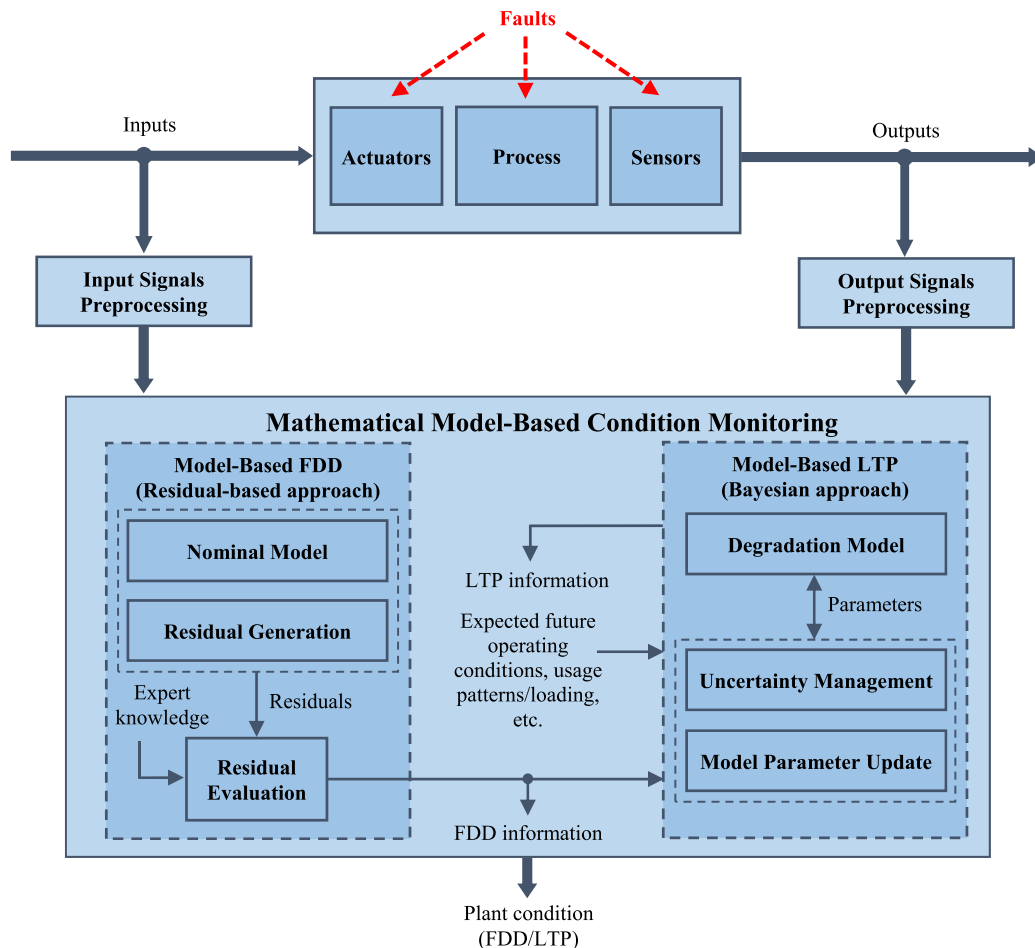 Faults
Inputs
Outputs
Actuators
Process
Sensors
Input Signals
Preprocessing
Output Signals
Preprocessing
Mathematical Model-Based Condition Monitoring
Model-Based FDD
(Residual-based approach)
Nominal Model
Residual Generation
Expert
knowledge
Residuals
Residual
Evaluation
LTP information
Expected future
operating
conditions, usage
patterns/loading,
etc.
FDD information
Model-Based LTP
(Bayesian approach)
Degradation Model
Parameters
Uncertainty Management
Model Parameter Update
Plant condition
(FDD/LTP)